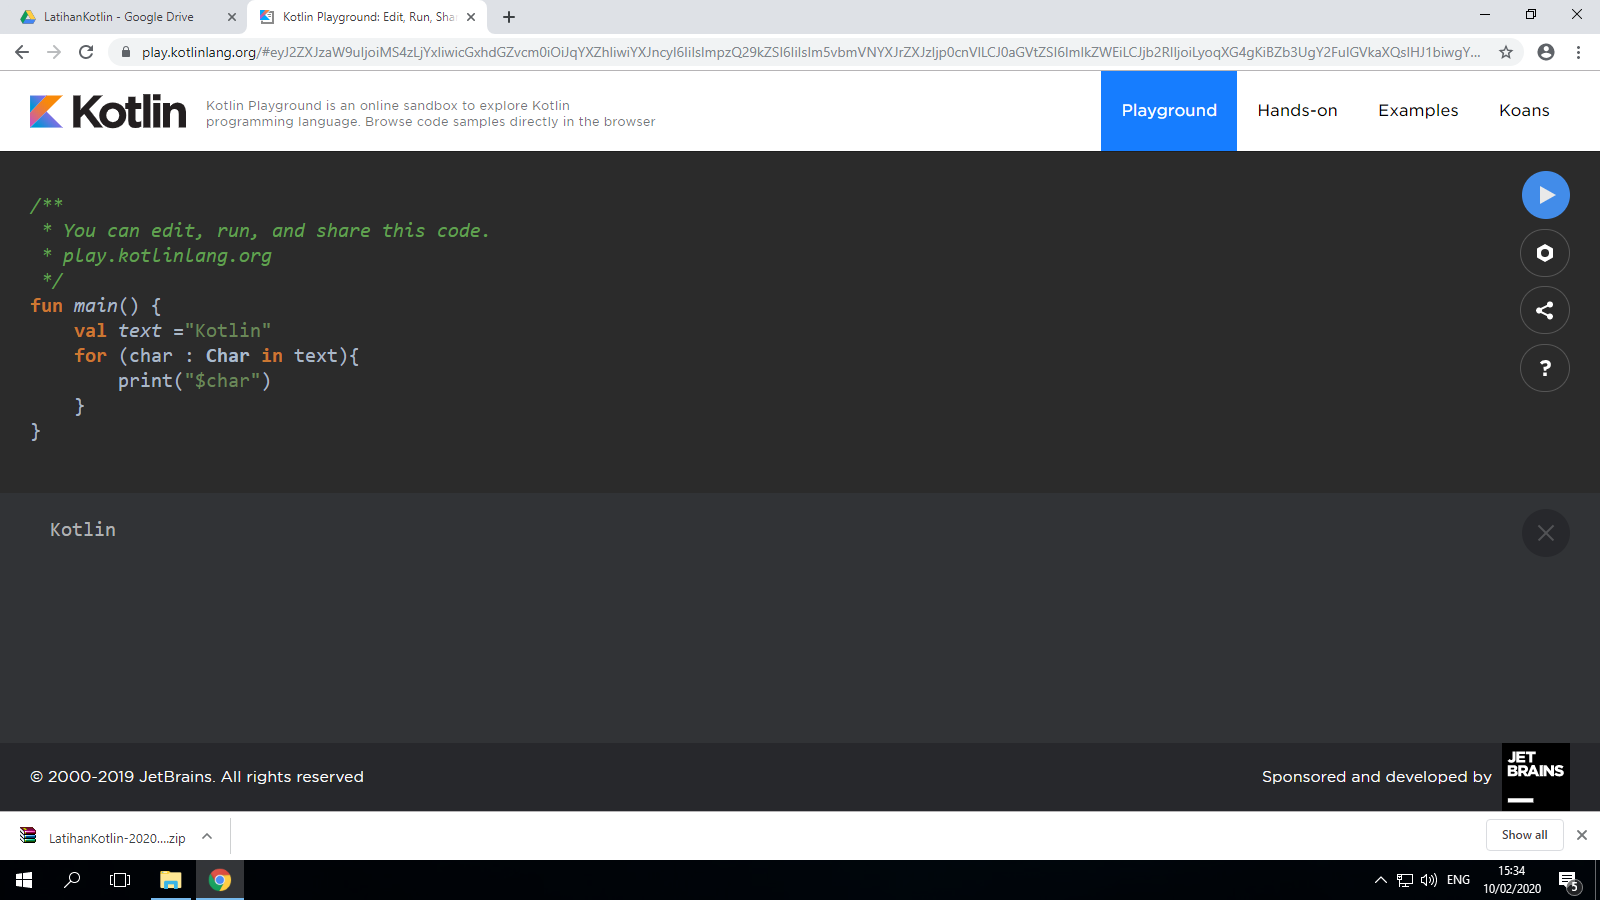 LatihanKotlin - Google Drive
Kotlin Playground: Edit, Run, Sha
play.kotlinlang.org/
Kotlin
Kotlin Playground is an online sandbox to explore Kotlin
programming language. Browse code samples directly in the browser
Playground
Hands-on
Examples
Koans
/**
* You can edit, run, and share this code.
* play.kotlinlang.org
*/
fun main() {
val text ="Kotlin"
for (char : Char in text){
print("$char")
}
}
?
Kotlin
© 2000-2019 JetBrains. All rights reserved
Sponsored and developed by
JET
BRAINS
LatihanKotlin-2020....zip
Show all
ENG
15:34
10/02/2020
5